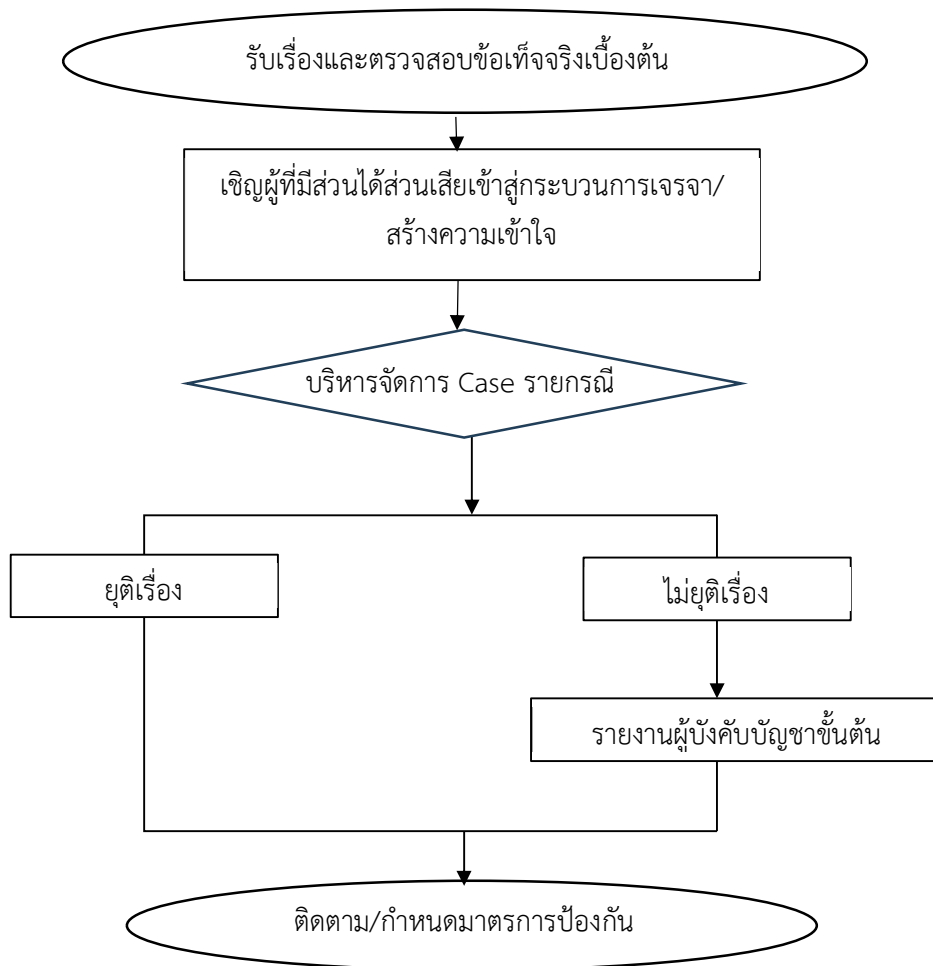 รับเรื่องและตรวจสอบข้อเท็จจริงเบื้องต้น
เชิญผู้ที่มีส่วนได้ส่วนเสียเข้าสู่กระบวนการเจรจา/
สร้างความเข้าใจ
บริหารจัดการ Case รายกรณี
ยุติเรื่อง
ไม่ยุติเรื่อง
รายงานผู้บังคับบัญชาขั้นต้น
ติดตาม/กำหนดมาตรการป้องกัน